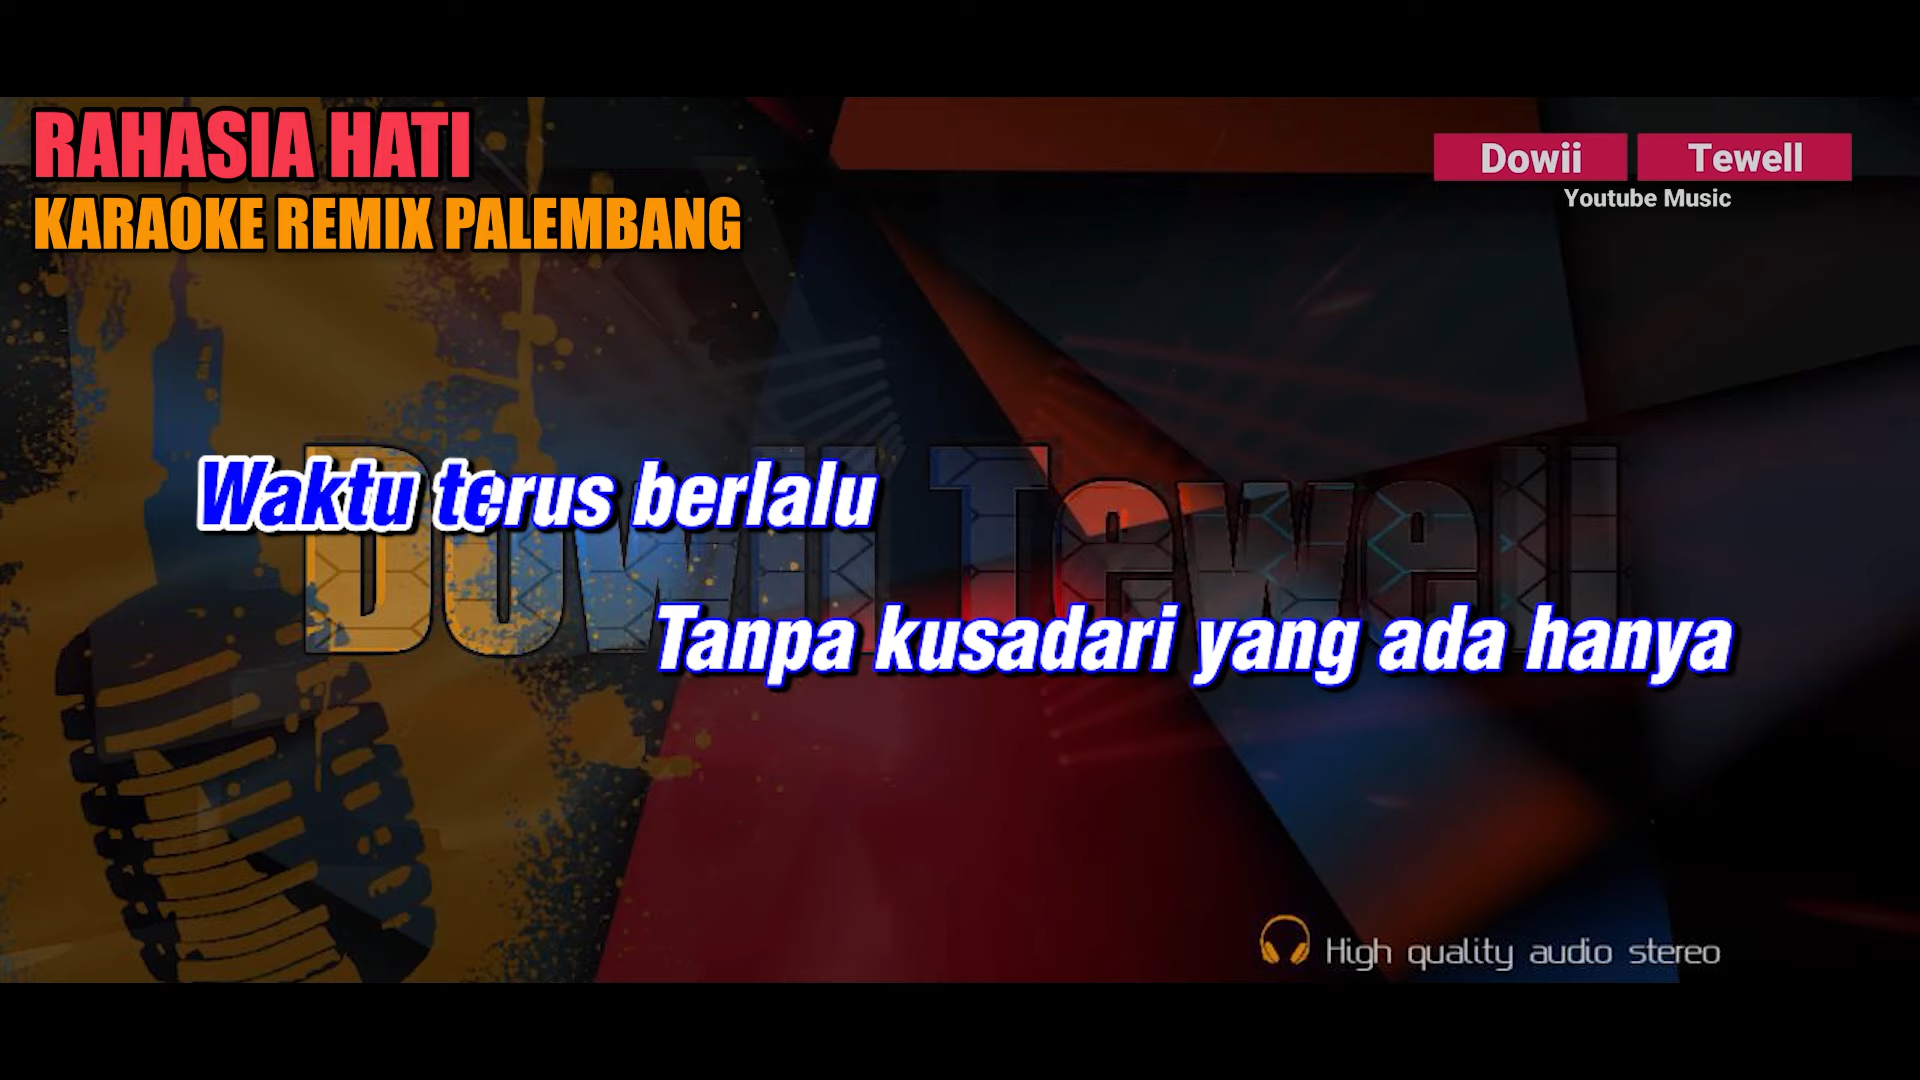 RAHASIA HATI
KARAOKE REMIX PALEMBANG
Dowii Tewell
Youtube Music
Waktu terus berlalu
Dowii Tewell
Tanpa kusadari yang ada hanya
High quality audio stereo